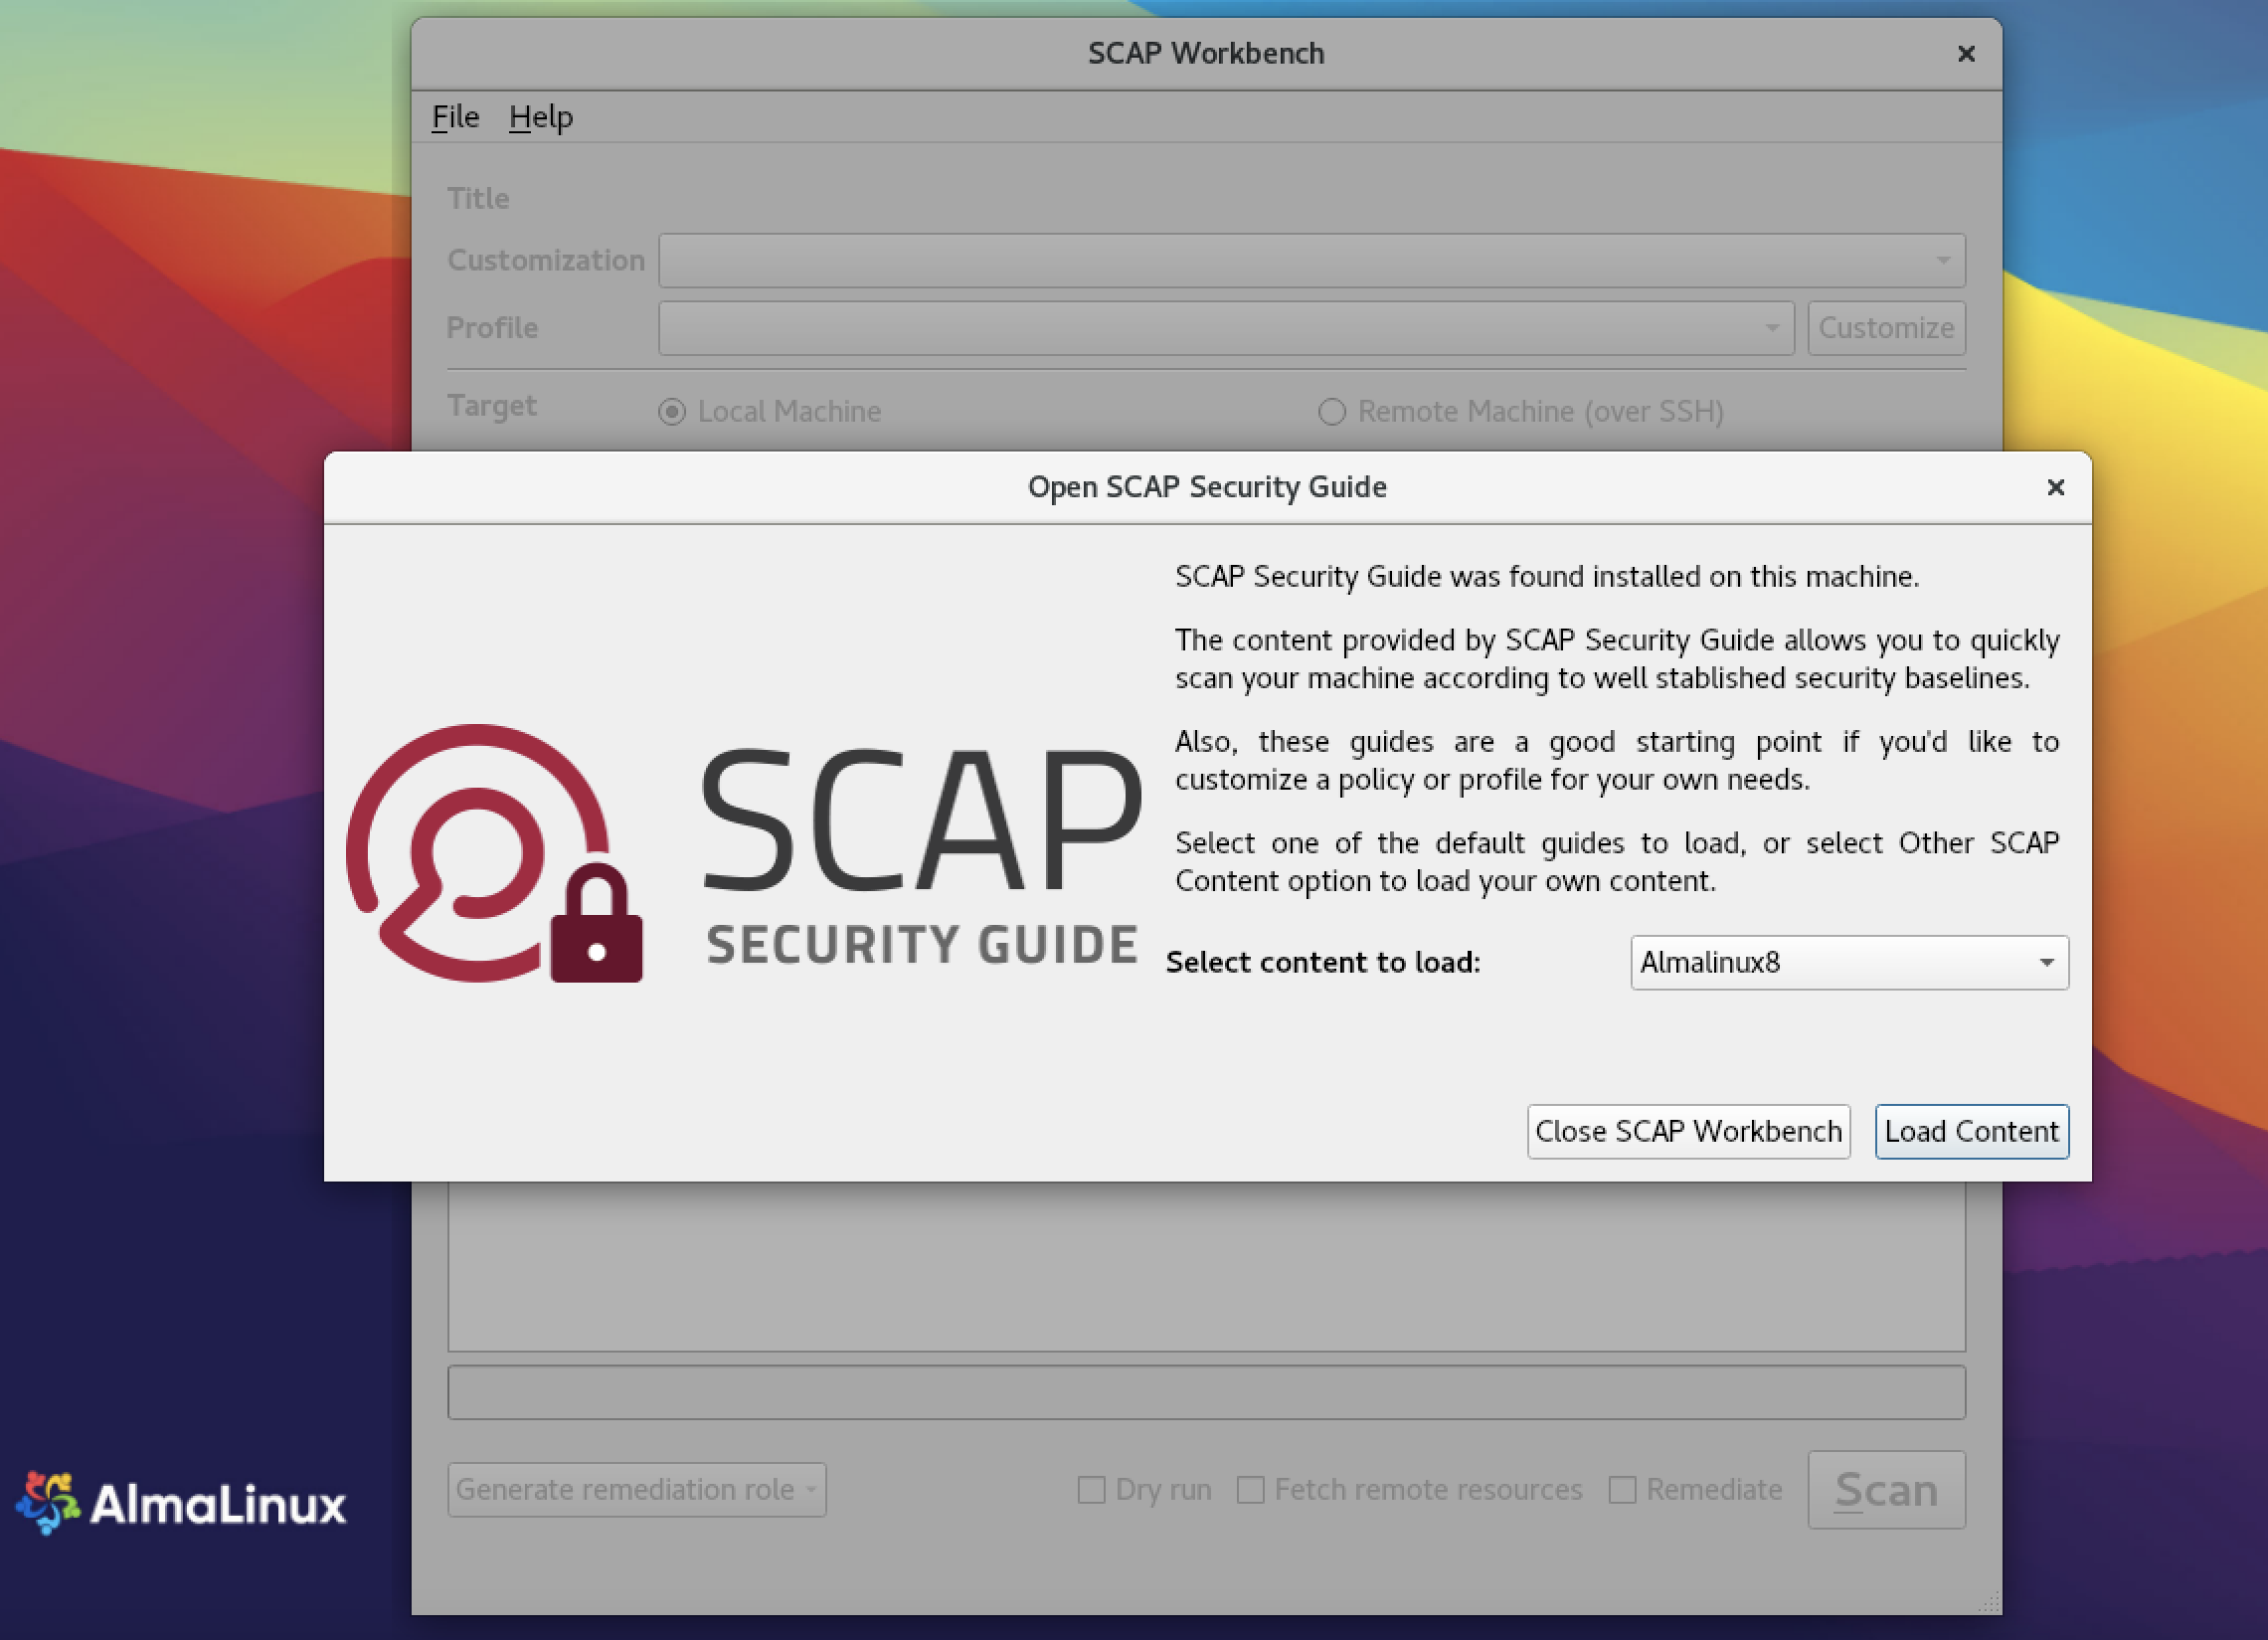 SCAP Workbench
File Help
Title
Customization
Profile Customize
Target Local Machine Remote Machine (over SSH)
Open SCAP Security Guide
SCAP Security Guide was found installed on this machine.
The content provided by SCAP Security Guide allows you to quickly
scan your machine according to well stablished security baselines.
Also, these guides are a good starting point if you'd like to
customize a policy or profile for your own needs.
Select one of the default guides to load, or select Other SCAP
Content option to load your own content.
SCAP
SECURITY GUIDE
Select content to load: Almalinux8
Close SCAP Workbench Load Content
Generate remediation role Dry run Fetch remote resources Remediate Scan
AlmaLinux